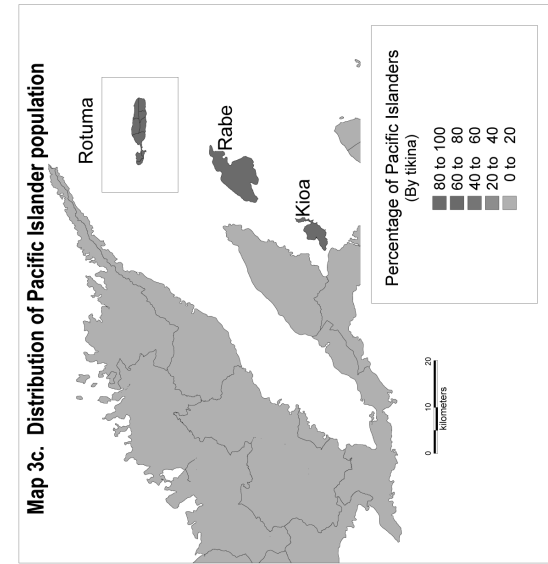 Map 3c. Distribution of Pacific Islander population
Rotuma
Rabe
Kioa
Percentage of Pacific Islanders
(By tikina)
80 to 100
60 to 80
40 to 60
20 to 40
0 to 20
0 10 20
kilometers